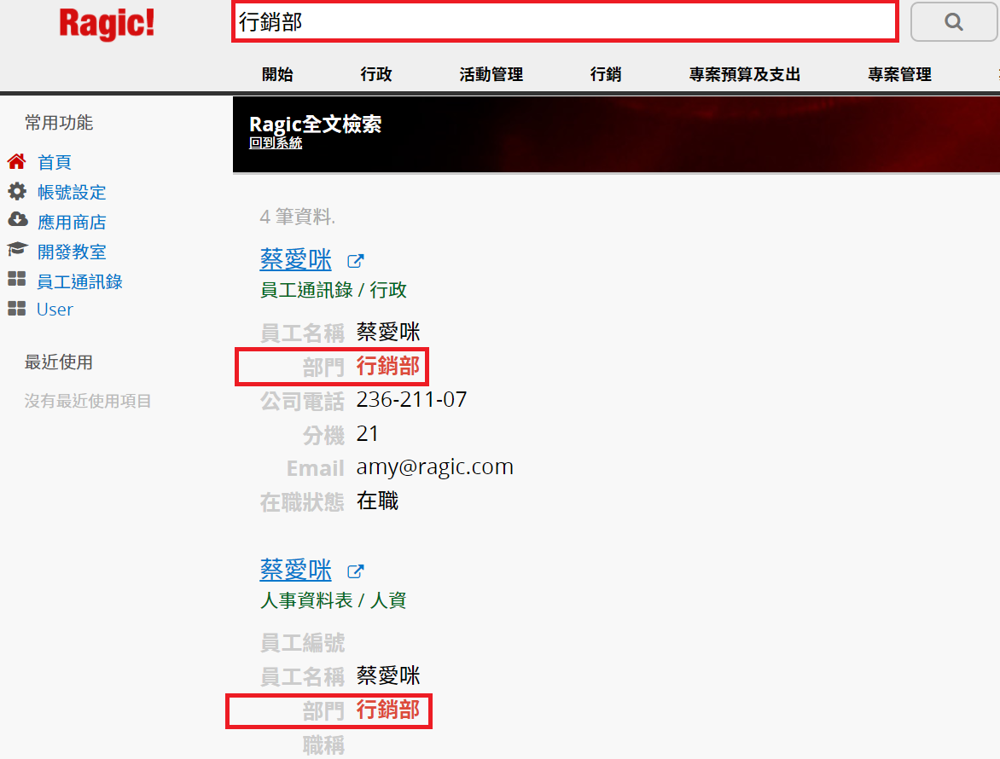 Ragic!
行銷部
開始 行政 活動管理 行銷 專案預算及支出 專案管理
常用功能
首頁
帳號設定
應用商店
開發教室
員工通訊錄
User
最近使用
沒有最近使用項目
Ragic全文檢索
回到系統
4 筆資料.
蔡愛咪
員工通訊錄 / 行政
員工名稱 蔡愛咪
部門 行銷部
公司電話 236-211-07
分機 21
Email amy@ragic.com
在職狀態 在職
蔡愛咪
人事資料表 / 人資
員工編號
員工名稱 蔡愛咪
部門 行銷部
職稱